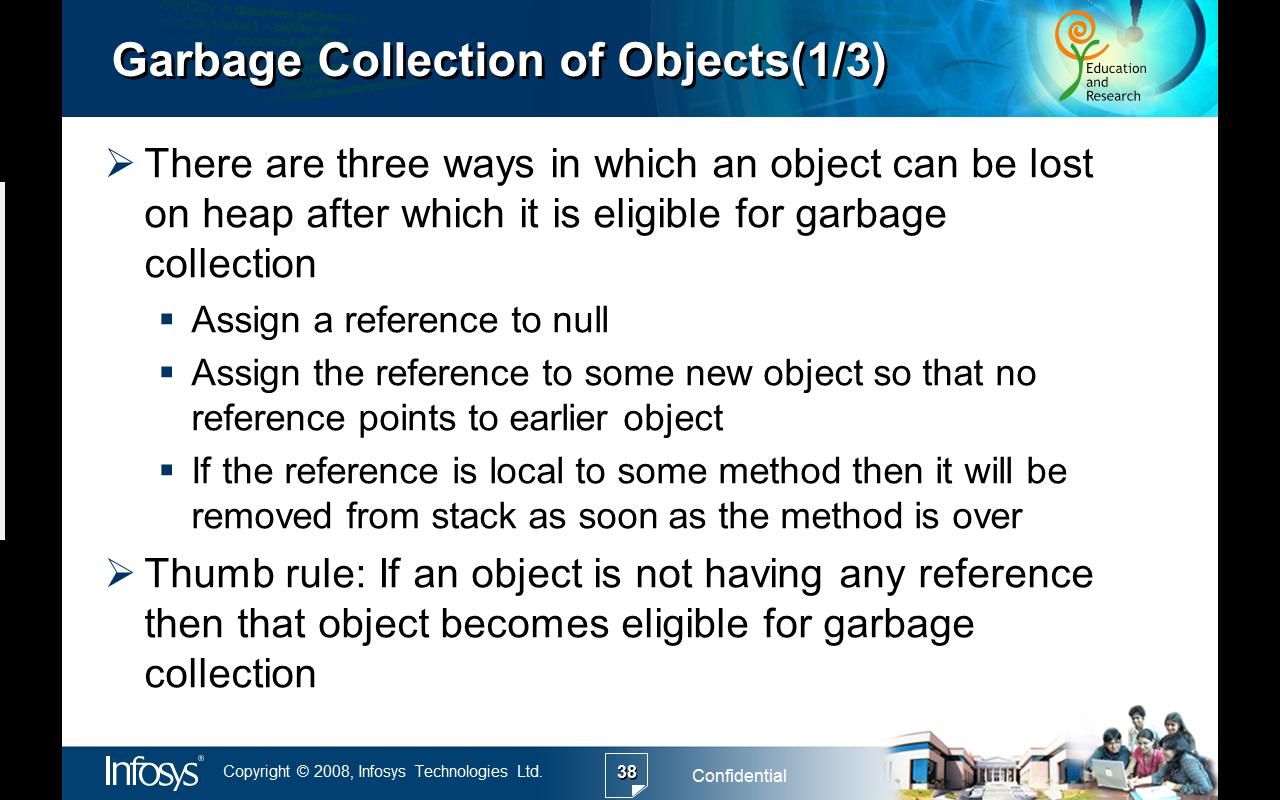 Garbage Collection of Objects(1/3)
Education
and
Research
There are three ways in which an object can be lost
on heap after which it is eligible for garbage
collection
Assign a reference to null
Assign the reference to some new object so that no
reference points to earlier object
If the reference is local to some method then it will be
removed from stack as soon as the method is over
Thumb rule: If an object is not having any reference
then that object becomes eligible for garbage
collection
Infosys®
Copyright © 2008, Infosys Technologies Ltd.
38
Confidential